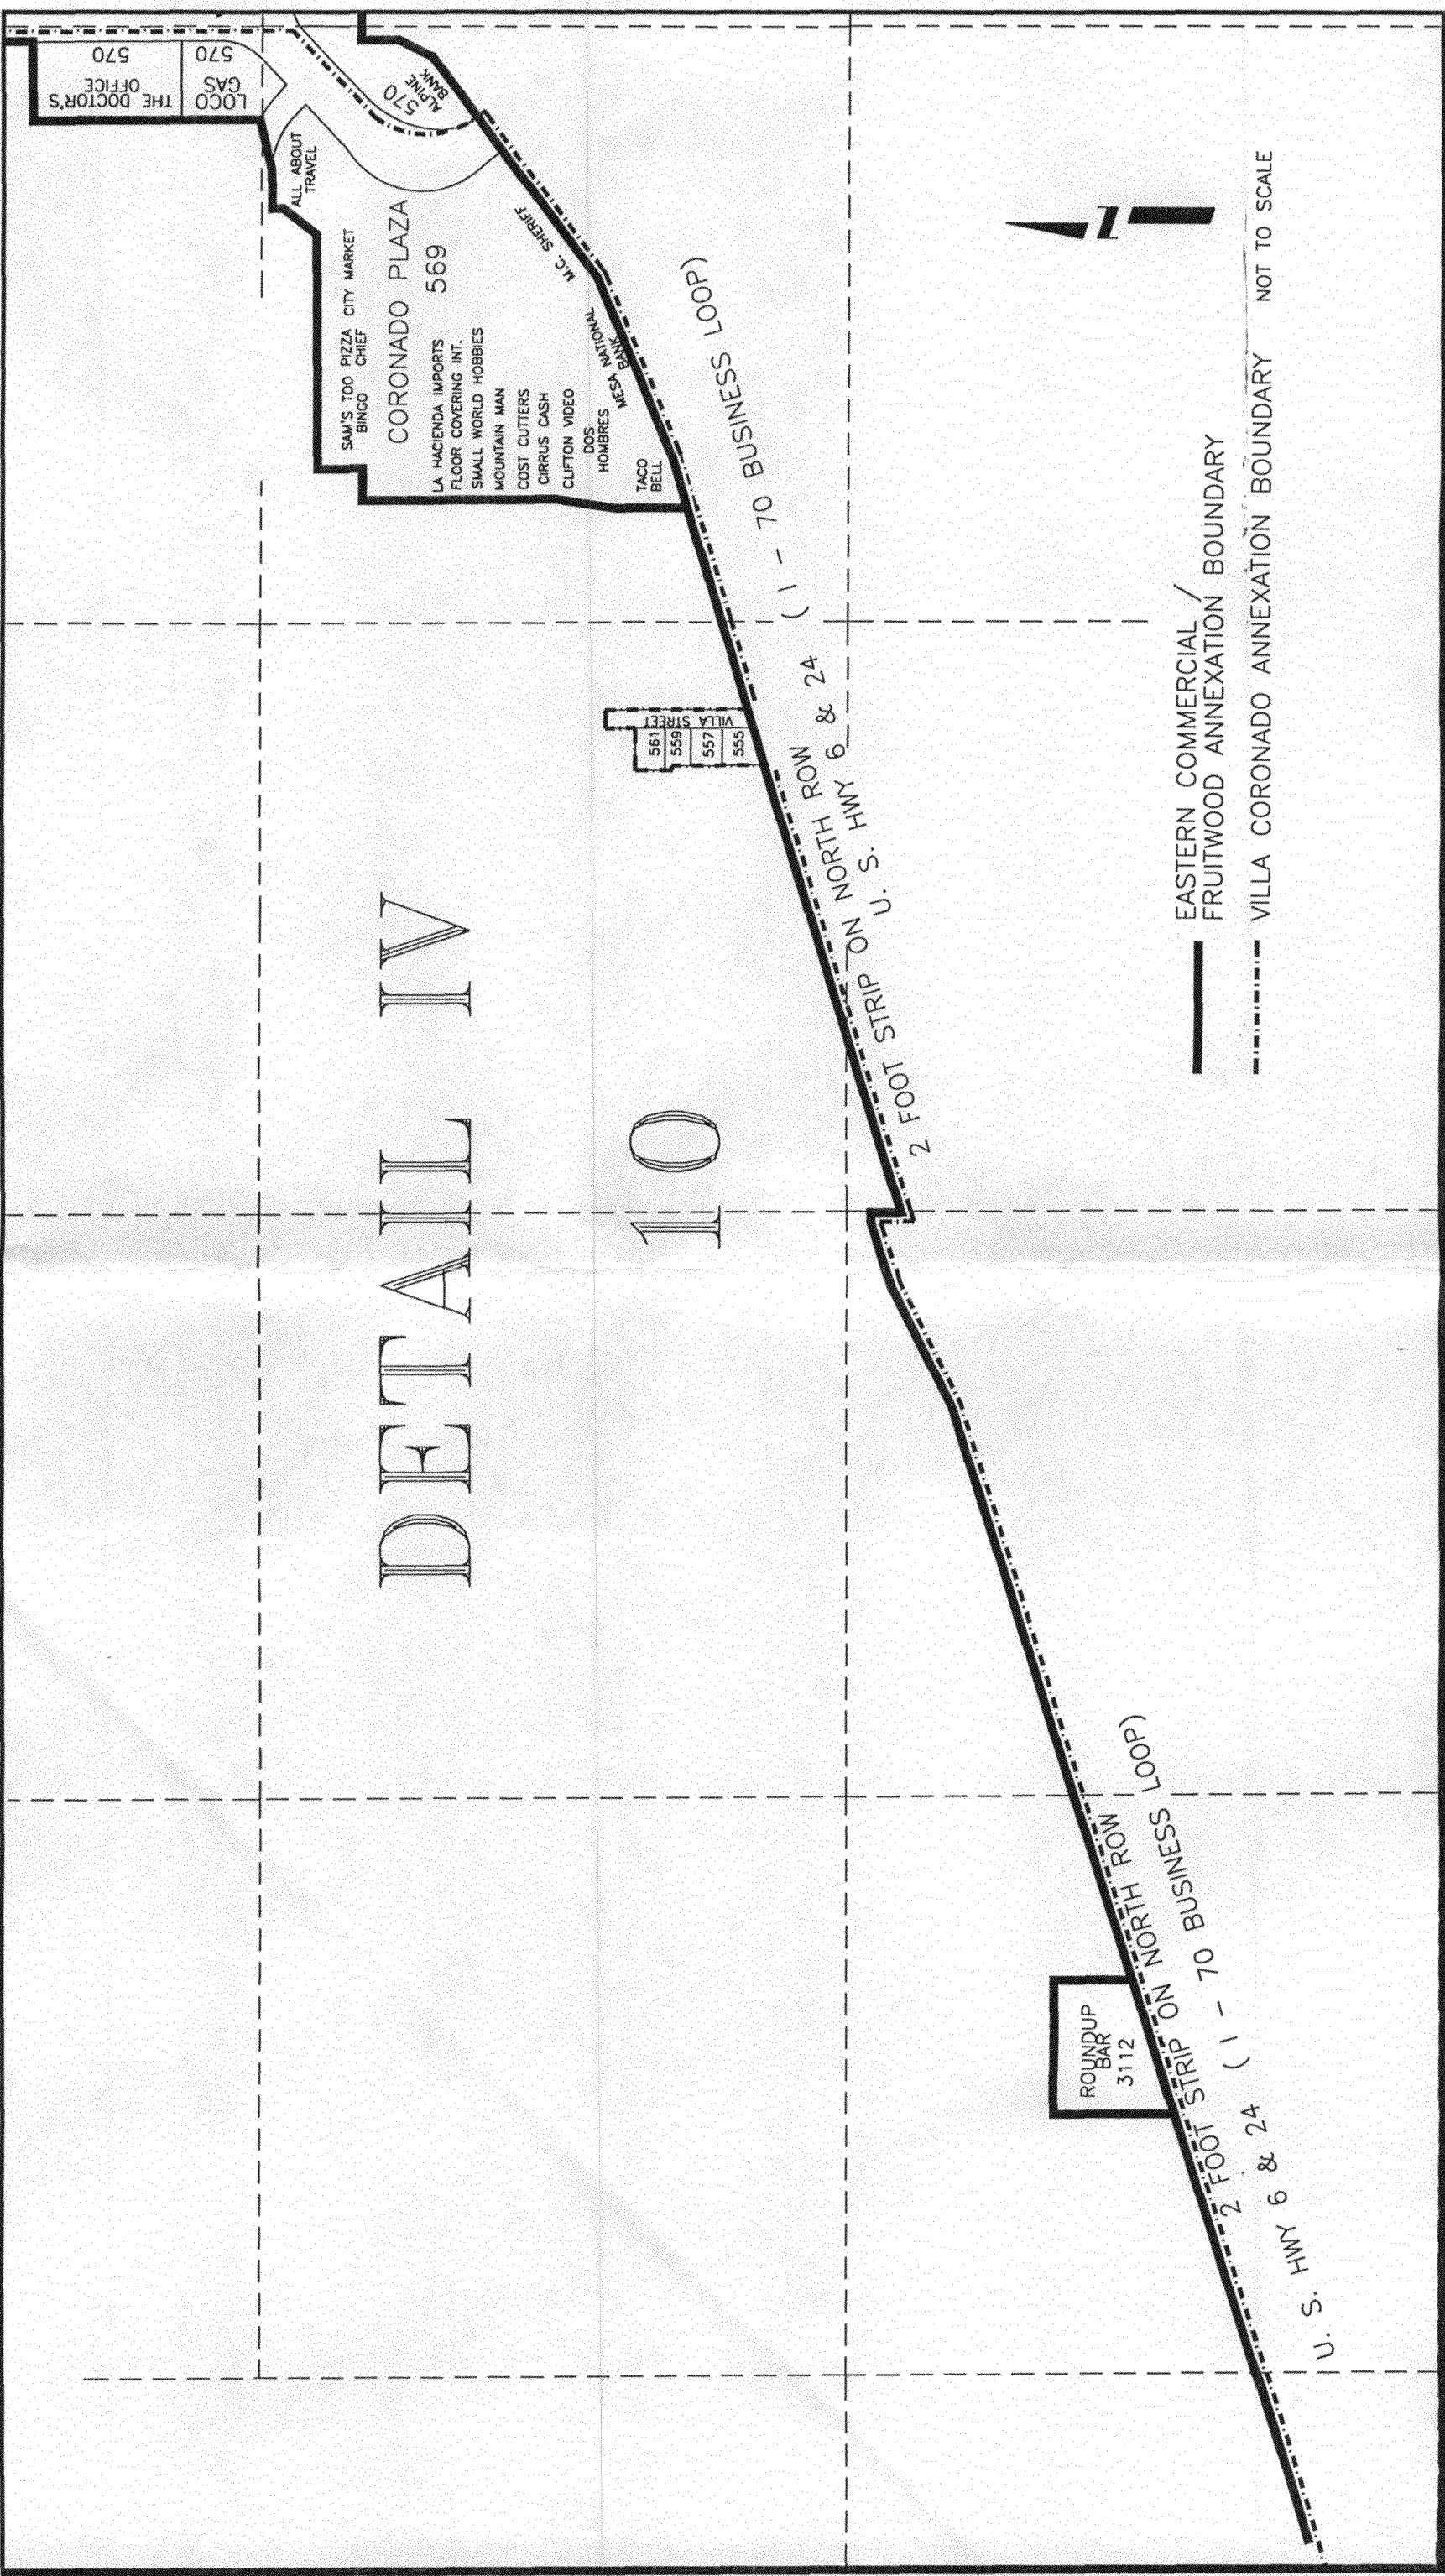 THE DOCTOR'S
OFFICE
570
LOCO
GAS
570
ALPINE
BANK
570
ALL ABOUT
TRAVEL
SAM'S TOO PIZZA CITY MARKET
BINGO CHIEF
CORONADO PLAZA
569
LA HACIENDA IMPORTS
FLOOR COVERING INT.
SMALL WORLD HOBBIES
MOUNTAIN MAN
COST CUTTERS
CIRRUS CASH
CLIFTON VIDEO
DOS
HOMBRES
TACO
BELL
M.C. SHERIFF
MESA NATIONAL
BANK
VILLA STREET
561
559
557
555
DETAIL IV
10
2 FOOT STRIP ON NORTH ROW
U. S. HWY 6 & 24 ( I - 70 BUSINESS LOOP)
ROUNDUP
BAR
3112
2 FOOT STRIP ON NORTH ROW
U. S. HWY 6 & 24 ( I - 70 BUSINESS LOOP)
EASTERN COMMERCIAL/
FRUITWOOD ANNEXATION BOUNDARY
VILLA CORONADO ANNEXATION BOUNDARY
NOT TO SCALE